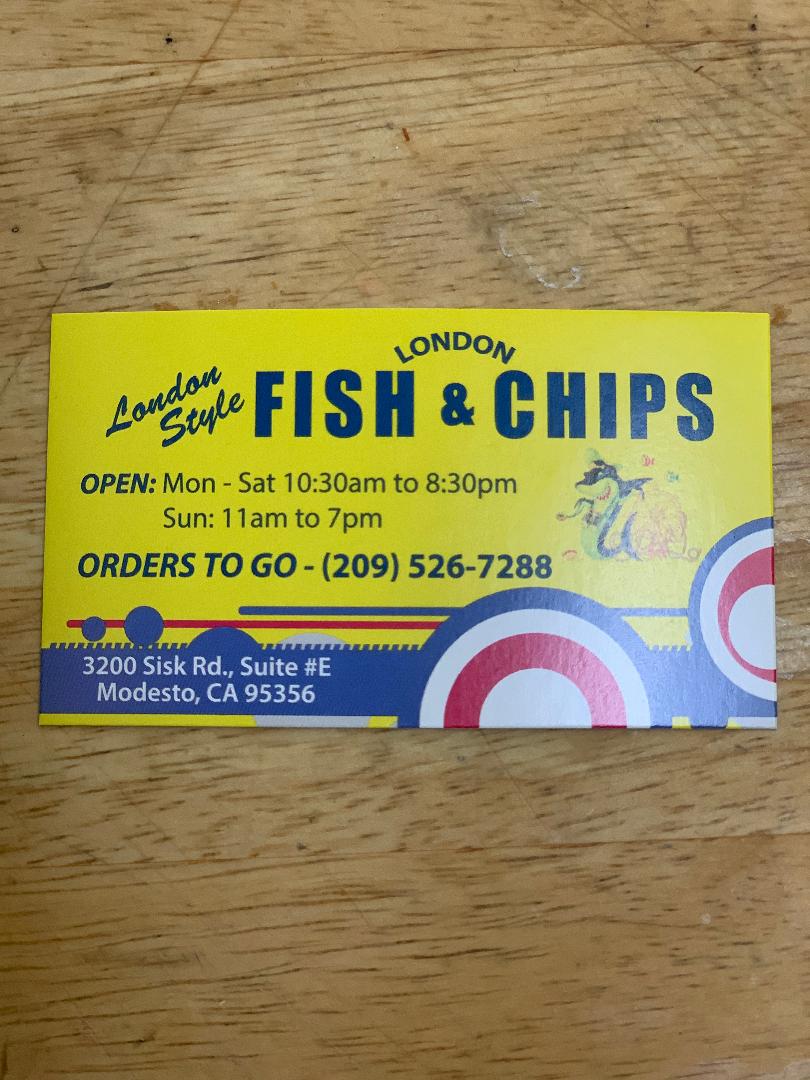 LONDON
London Style FISH & CHIPS
OPEN: Mon - Sat 10:30am to 8:30pm
Sun: 11am to 7pm
ORDERS TO GO - (209) 526-7288
3200 Sisk Rd., Suite #E
Modesto, CA 95356